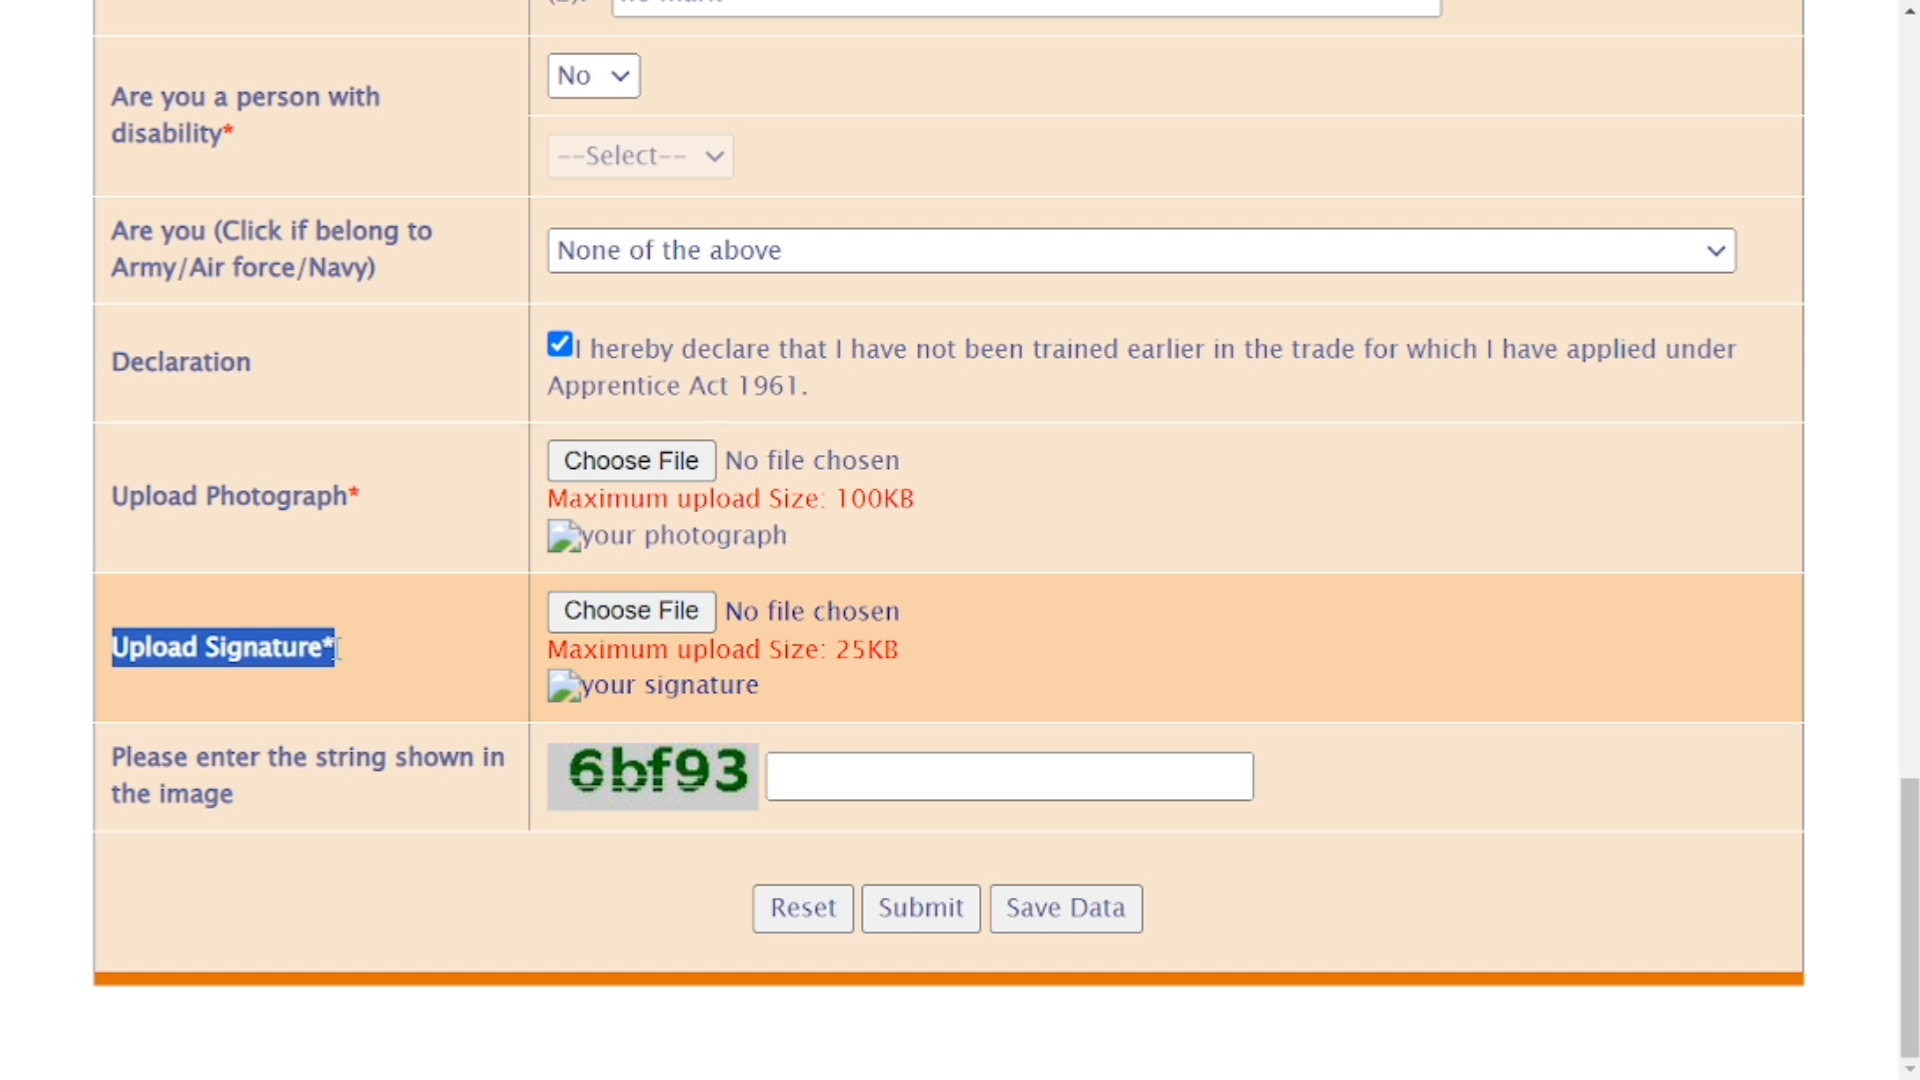 No
Are you a person with
disability*
--Select--
Are you (Click if belong to
Army/Air force/Navy)
None of the above
Declaration
I hereby declare that I have not been trained earlier in the trade for which I have applied under
Apprentice Act 1961.
Upload Photograph*
Choose File No file chosen
Maximum upload Size: 100KB
your photograph
Upload Signature*
Choose File No file chosen
Maximum upload Size: 25KB
your signature
Please enter the string shown in
the image
6bf93
Reset Submit Save Data